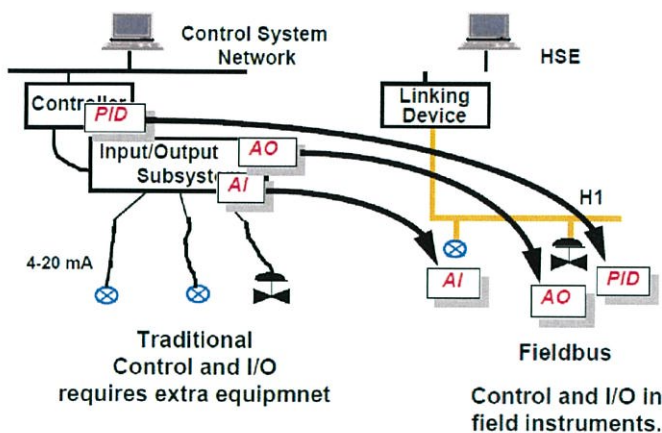 Control System
Network
HSE
Controller
PID
Linking
Device
Input/Output
AO
Subsystem
AI
H1
4-20 mA
AI
AO
PID
Traditional
Control and I/O
requires extra equipmnet
Fieldbus
Control and I/O in
field instruments.